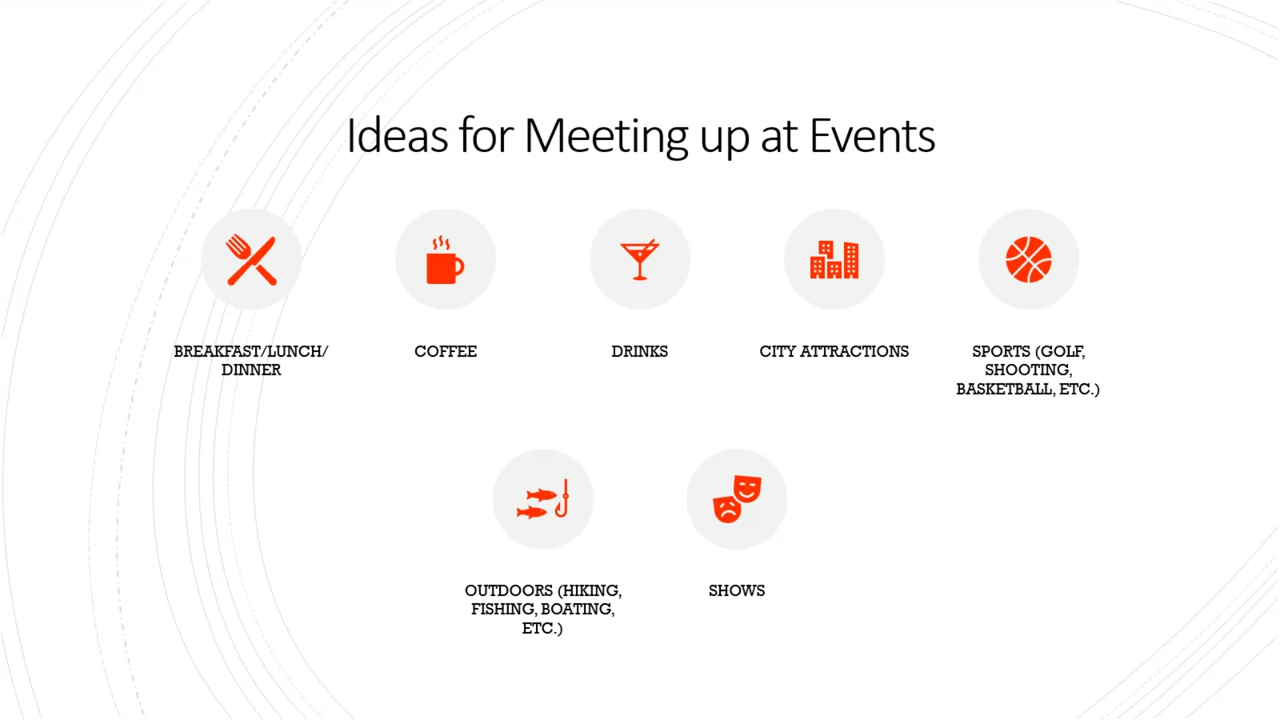 Ideas for Meeting up at Events
BREAKFAST/LUNCH/
DINNER
COFFEE
DRINKS
CITY ATTRACTIONS
SPORTS (GOLF,
SHOOTING,
BASKETBALL, ETC.)
OUTDOORS (HIKING,
FISHING, BOATING,
ETC.)
SHOWS